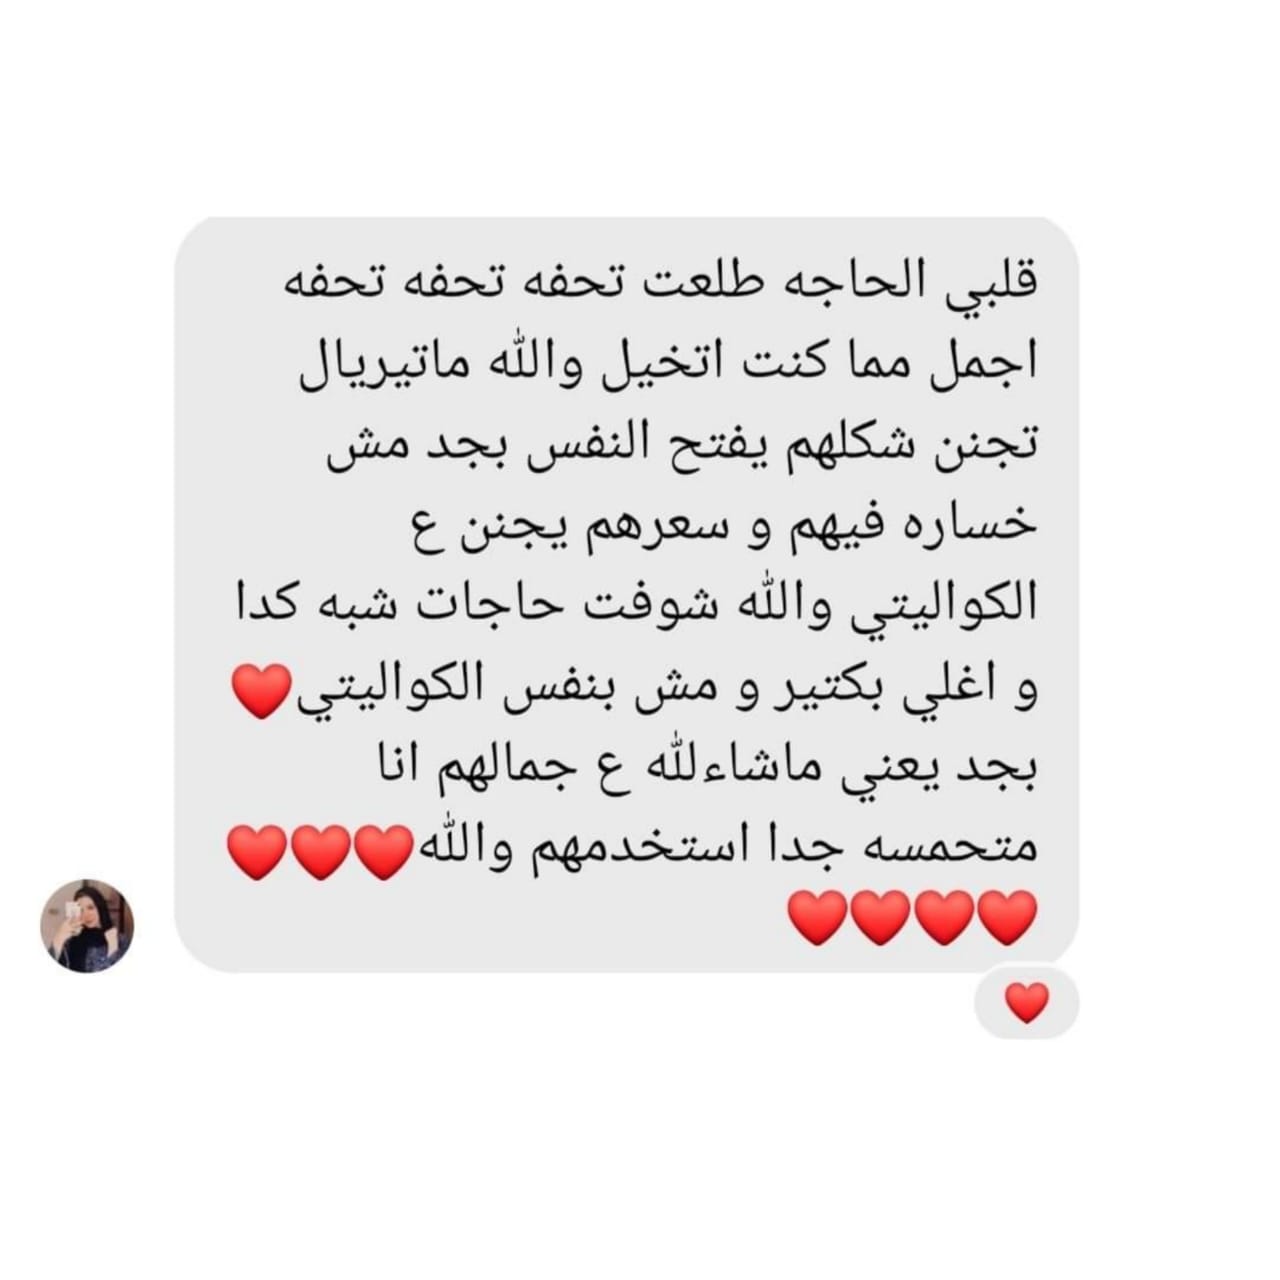 قلبي الحاجه طلعت تحفه تحفه تحفه
اجمل مما كنت اتخيل والله ماتيريال
تجنن شكلهم يفتح النفس بجد مش
خساره فيهم و سعرهم يجنن ع
الكواليتي والله شوفت حاجات شبه كدا
و اغلي بكتير و مش بنفس الكواليتي❤️
بجد يعني ماشاءلله ع جمالهم انا
متحمسه جدا استخدمهم والله❤️❤️❤️
❤️❤️❤️❤️
❤️